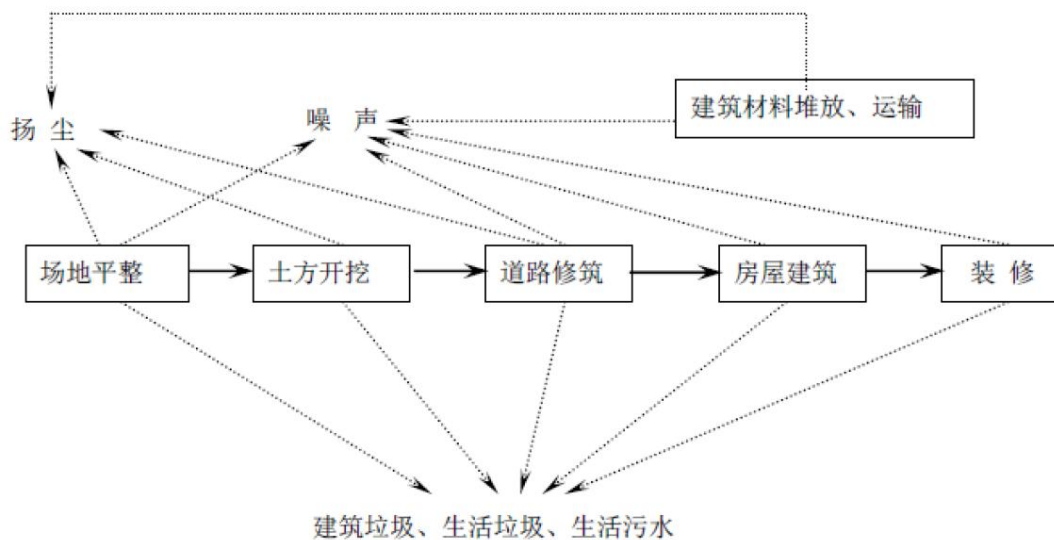 建筑材料堆放、运输
扬 尘
噪 声
场地平整
土方开挖
道路修筑
房屋建筑
装 修
建筑垃圾、生活垃圾、生活污水